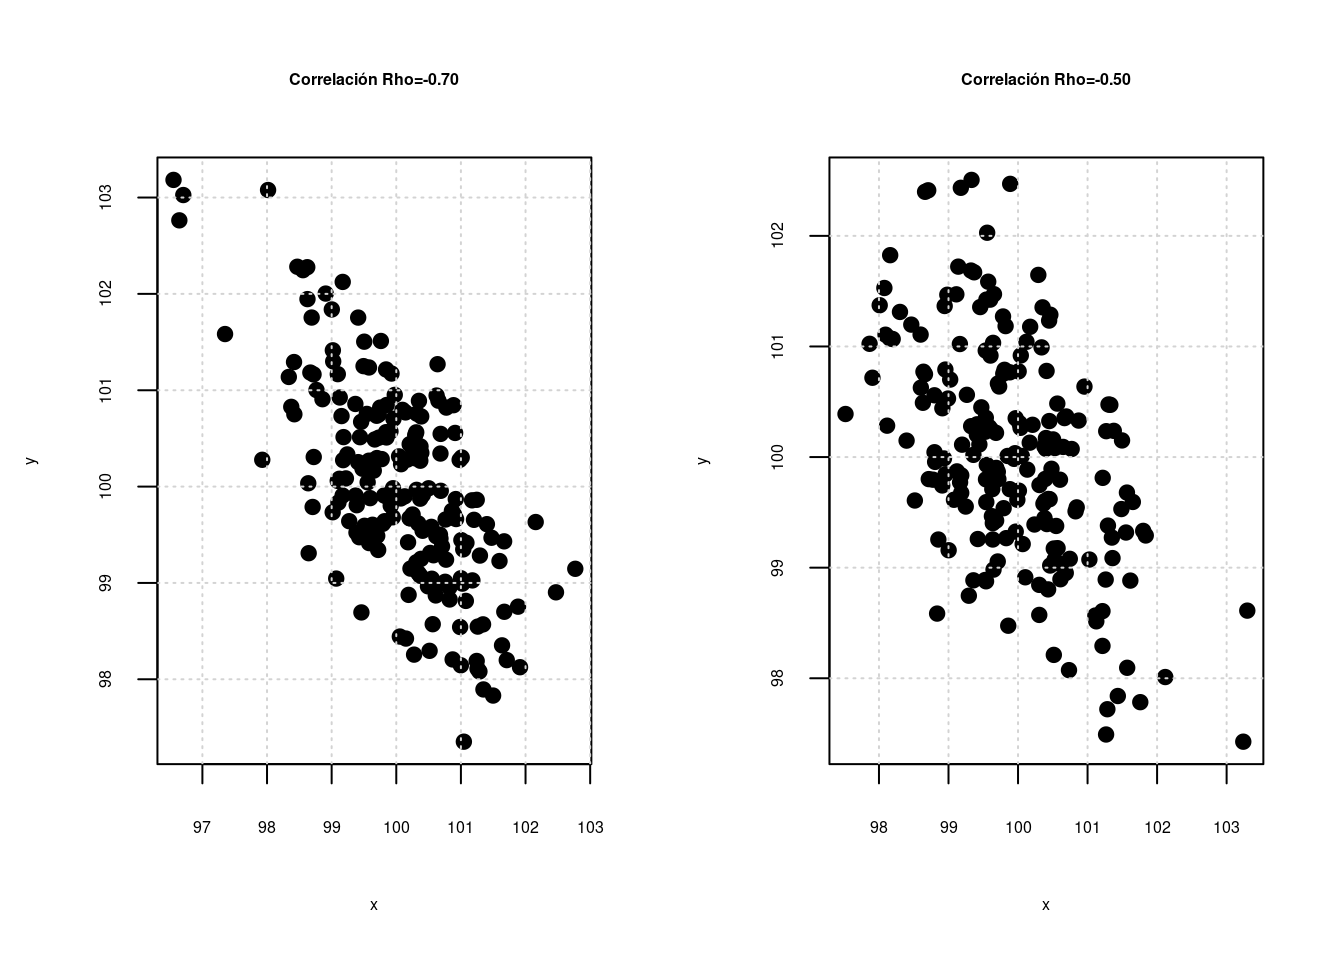 Correlación Rho=-0.70
103
102
101
100
99
98
y
97 98 99 100 101 102 103
x
Correlación Rho=-0.50
102
101
100
99
98
y
98 99 100 101 102 103
x